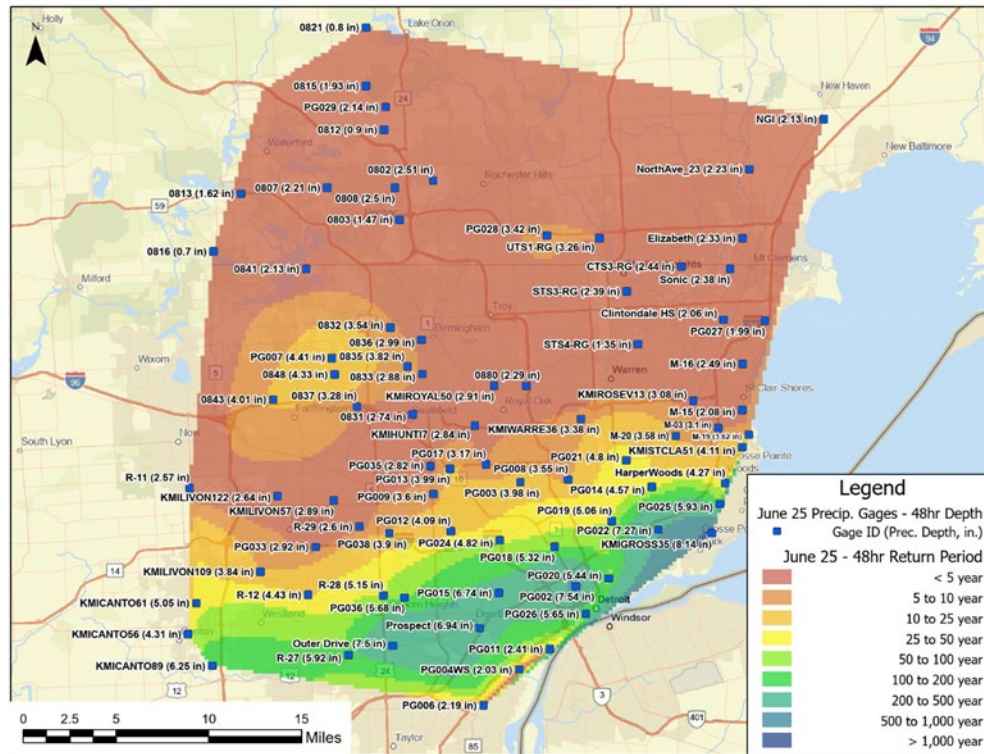 Holly
N
0821 (0.8 in)
Lake Orion
94
0815 (1.93 in)
24
New Haven
PG029 (2.14 in)
NGI (2.13 in)
0812 (0.9 in)
Waterford
New Baltimore
0802 (2.51 in)
NorthAve_23 (2.23 in)
0813 (1.62 in)
0807 (2.21 in)
Rochester Hills
0808 (2.5 in)
59
0803 (1.47 in)
PG028 (3.42 in)
UTS1-RG (3.26 in)
Elizabeth (2.33 in)
0816 (0.7 in)
0841 (2.13 in)
CTS3-RG (2.44 in)
Mt Clemens
Sonic (2.38 in)
Milford
STS3-RG (2.39 in)
Troy
Clintondale HS (2.06 in)
PG027 (1.99 in)
0832 (3.54 in)
1
Birmingham
0836 (2.99 in)
STS4-RG (1.35 in)
PG007 (4.41 in)
0835 (3.82 in)
Wixom
M-16 (2.49 in)
0848 (4.33 in)
0833 (2.88 in)
5
Warren
96
0880 (2.29 in)
St Clair Shores
0843 (4.01 in)
0837 (3.28 in)
KMIROYAL50 (2.91 in)
KMIROSEV13 (3.08 in)
Farmington
Southfield
Royal Oak
M-15 (2.08 in)
0831 (2.74 in)
KMIHUNTI7 (2.84 in)
KMIWARRE36 (3.38 in)
M-03 (3.1 in)
South Lyon
Novi
M-20 (3.58 in)
M-19 (3.62 in)
PG017 (3.17 in)
KMISTCLA51 (4.11 in)
PG035 (2.82 in)
PG008 (3.55 in)
PG021 (4.8 in)
R-11 (2.57 in)
PG013 (3.99 in)
10
HarperWoods (4.27 in)
KMILIVON122 (2.64 in)
PG009 (3.6 in)
PG003 (3.98 in)
PG014 (4.57 in)
KMILIVON57 (2.89 in)
PG025 (5.93 in)
R-29 (2.6 in)
PG012 (4.09 in)
PG019 (5.06 in)
PG022 (7.27 in)
PG033 (2.92 in)
PG038 (3.9 in)
PG024 (4.82 in)
KMIGROSS35 (8.14 in)
PG018 (5.32 in)
14
KMILIVON109 (3.84 in)
R-28 (5.15 in)
PG020 (5.44 in)
R-12 (4.43 in)
PG015 (6.74 in)
PG002 (7.54 in)
KMICANTO61 (5.05 in)
PG036 (5.68 in)
Detroit
PG026 (5.65 in)
Westland
Prospect (6.94 in)
Windsor
KMICANTO56 (4.31 in)
Outer Drive (7.5 in)
PG011 (2.41 in)
KMICANTO89 (6.25 in)
R-27 (5.92 in)
24
PG004WS (2.03 in)
12
12
3
PG006 (2.19 in)
401
Taylor
85
0 2.5 5 10 15
Miles
Legend
June 25 Precip. Gages - 48hr Depth
Gage ID (Prec. Depth, in.)
June 25 - 48hr Return Period
< 5 year
5 to 10 year
10 to 25 year
25 to 50 year
50 to 100 year
100 to 200 year
200 to 500 year
500 to 1,000 year
> 1,000 year